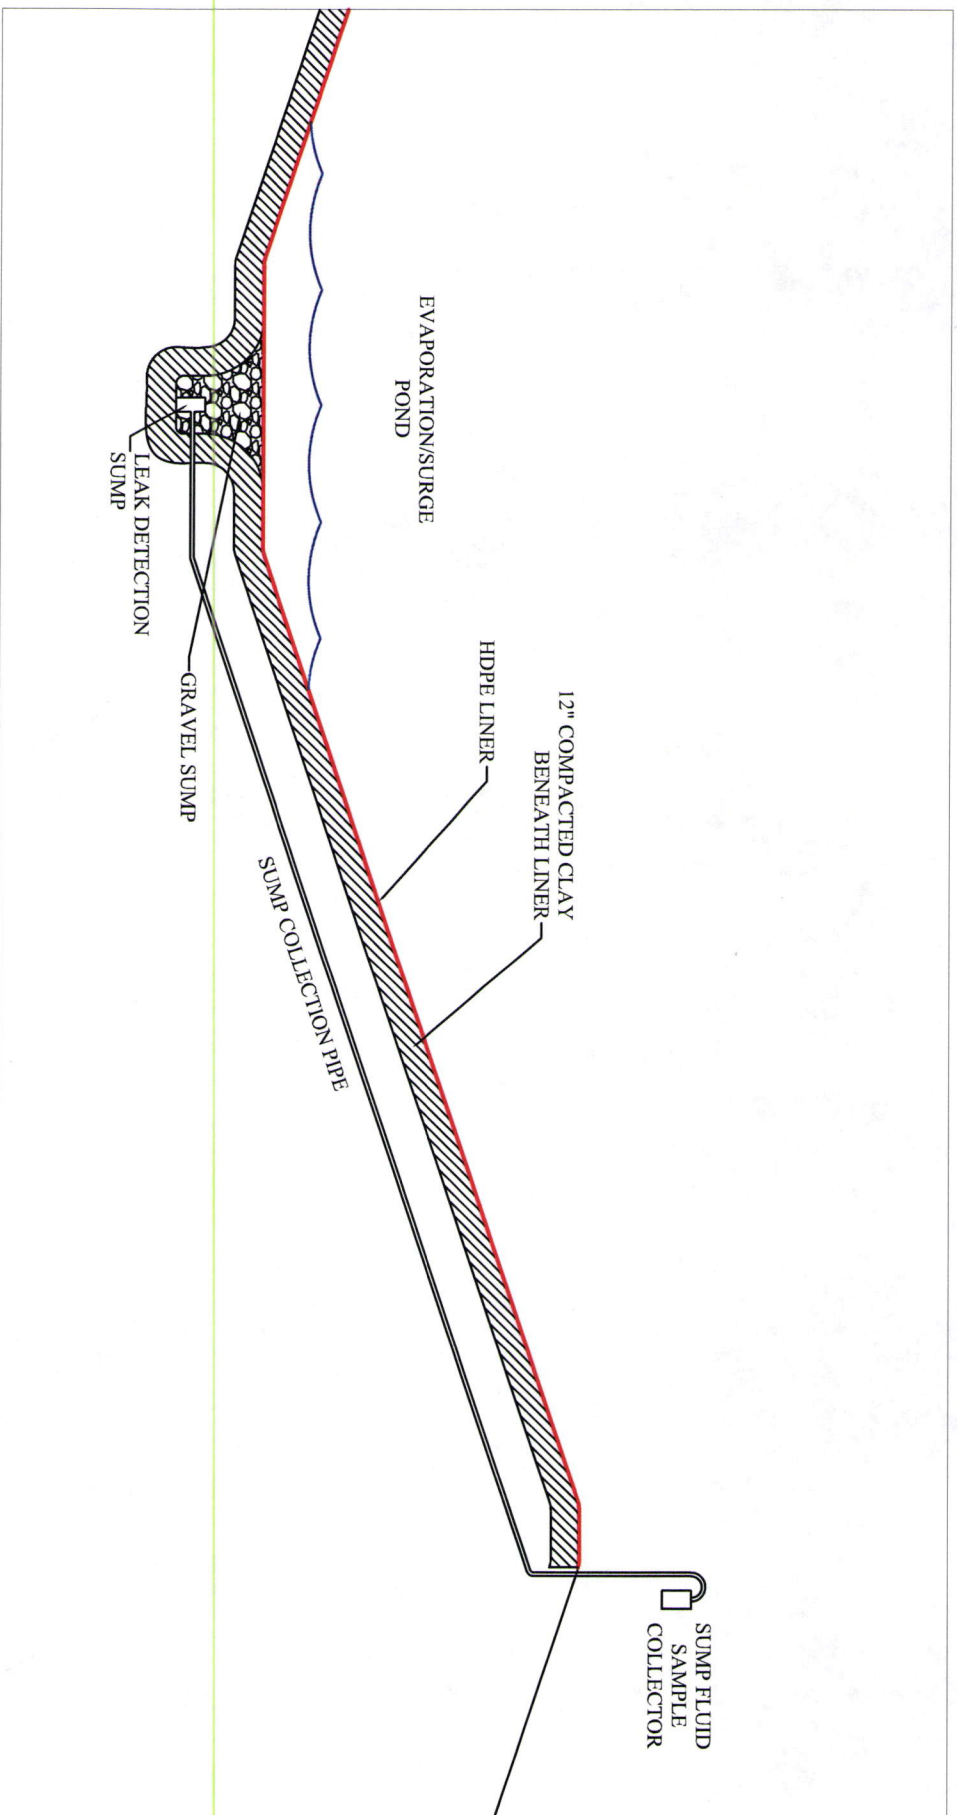 EVAPORATION/SURGE
POND
LEAK DETECTION
SUMP
GRAVEL SUMP
HDPE LINER
12" COMPACTED CLAY
BENEATH LINER
SUMP COLLECTION PIPE
SUMP FLUID
SAMPLE
COLLECTOR